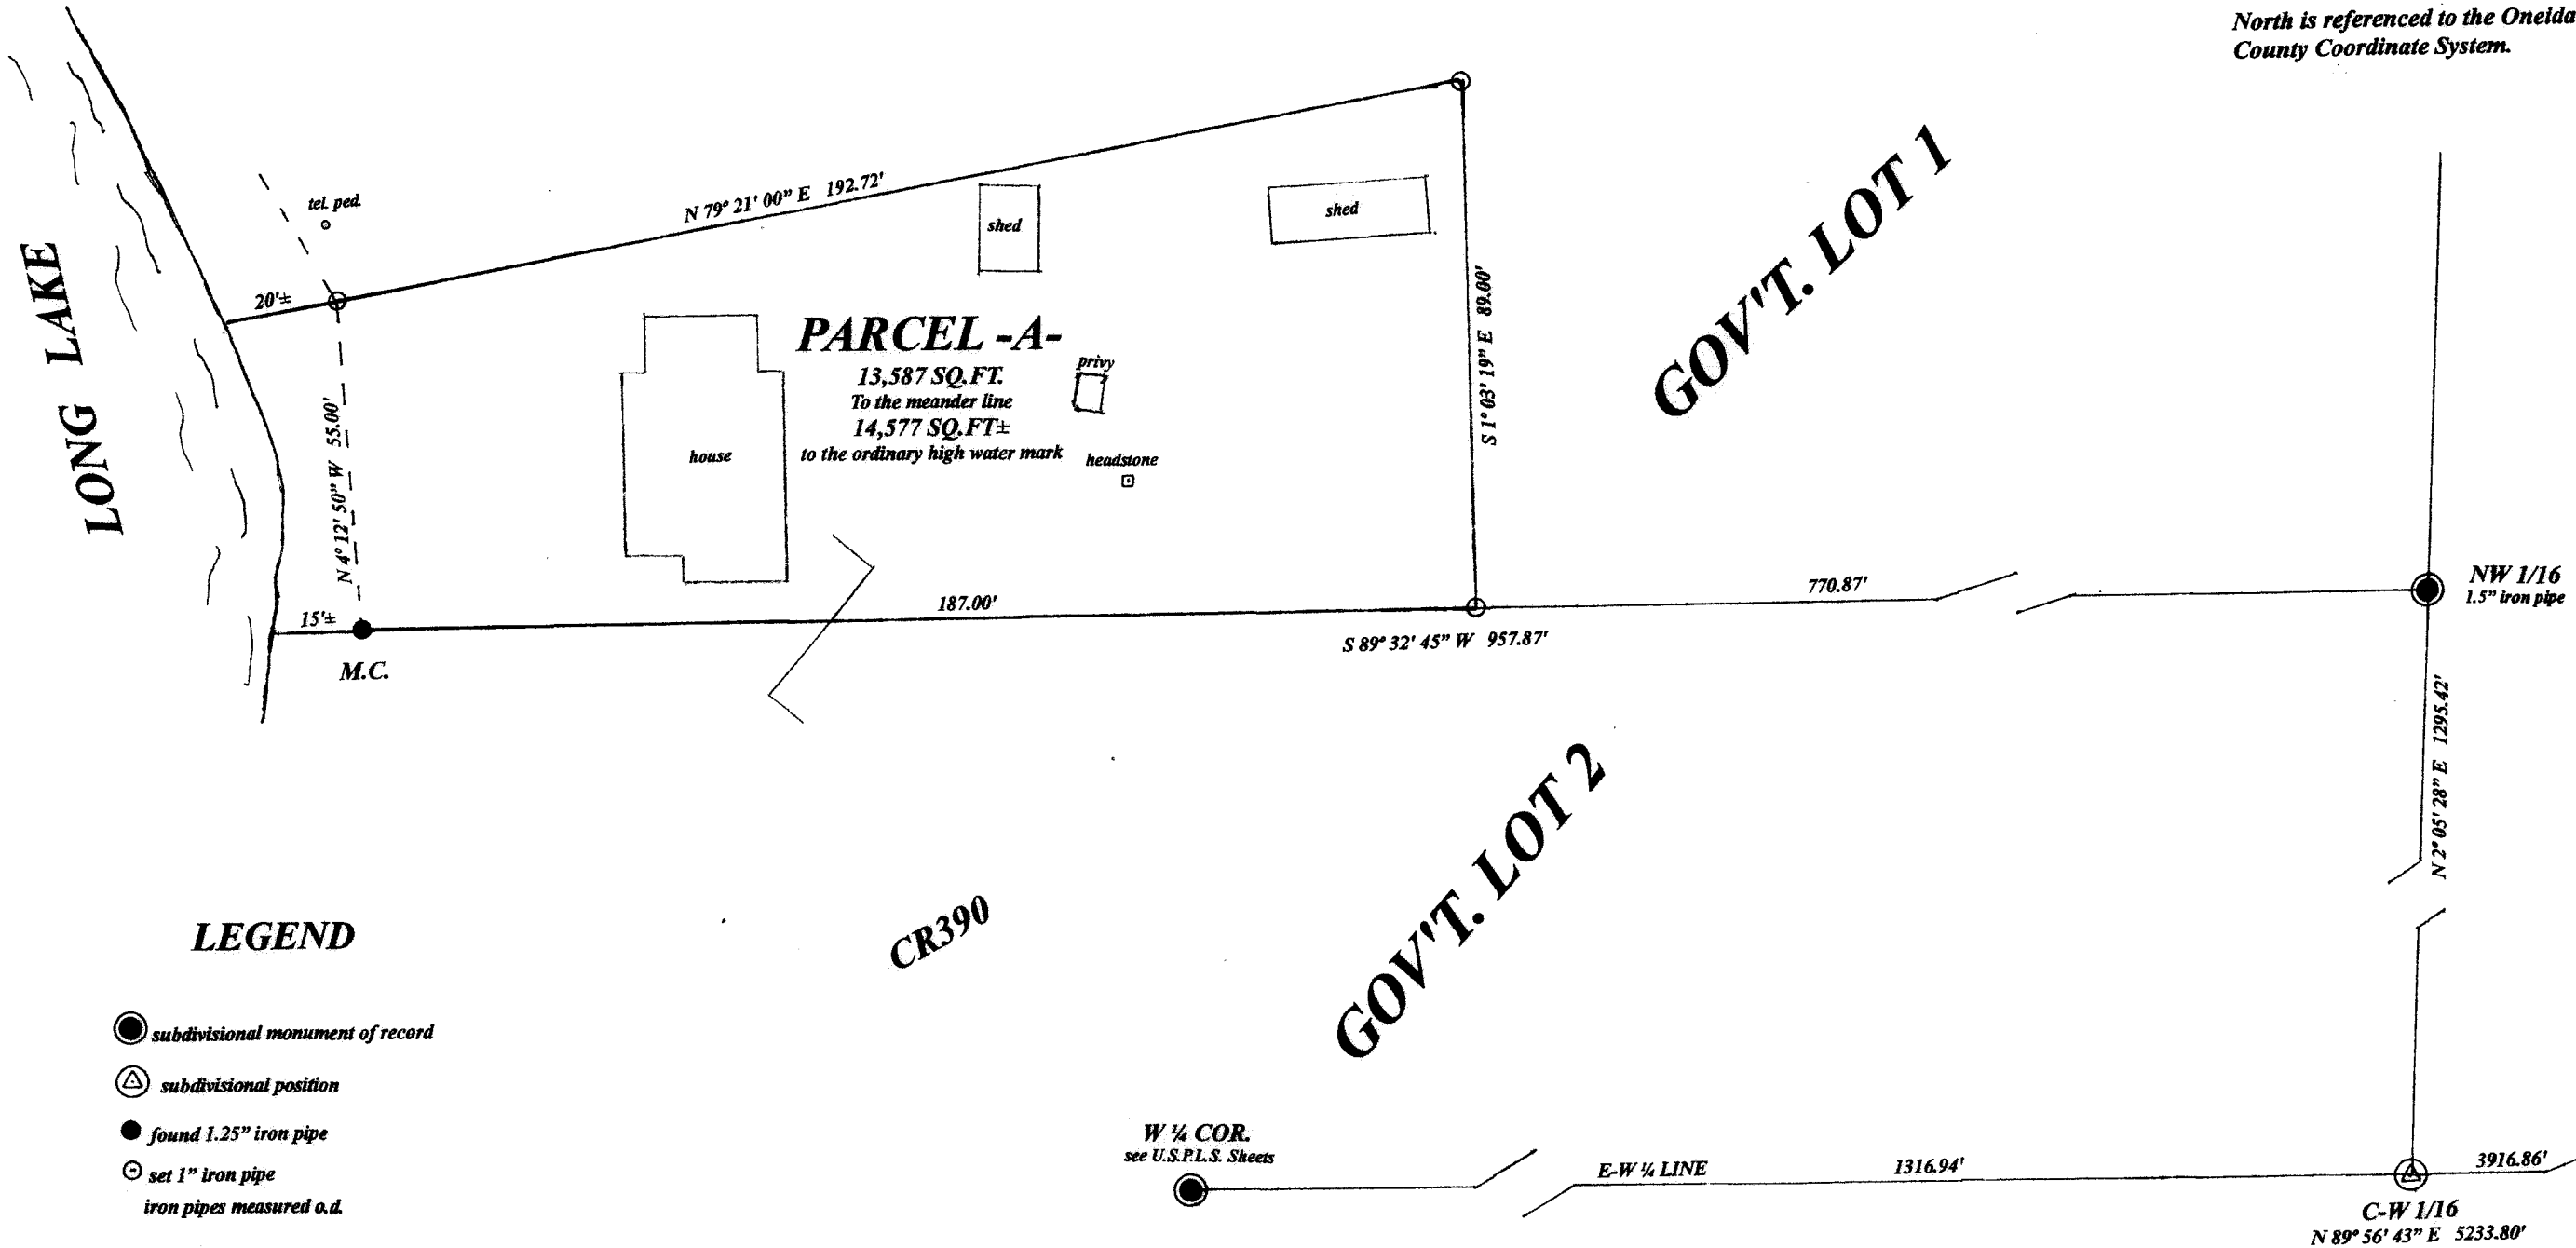 North is referenced to the Oneida
County Coordinate System.
tel. ped.
N 79° 21' 00" E 192.72'
shed
shed
20'±
LONG LAKE
PARCEL -A-
13,587 SQ.FT.
To the meander line
14,577 SQ.FT±
to the ordinary high water mark
privy
headstone
house
N 4° 12' 50" W 55.00'
S 1° 03' 19" E 89.00'
GOV'T. LOT 1
15'±
M.C.
187.00'
770.87'
S 89° 32' 45" W 957.87'
NW 1/16
1.5" iron pipe
N 2° 05' 28" E 1295.42'
GOV'T. LOT 2
CR390
LEGEND
subdivisional monument of record
subdivisional position
found 1.25" iron pipe
set 1" iron pipe
iron pipes measured o.d.
W ¼ COR.
see U.S.P.L.S. Sheets
E-W ¼ LINE
1316.94'
3916.86'
C-W 1/16
N 89° 56' 43" E 5233.80'